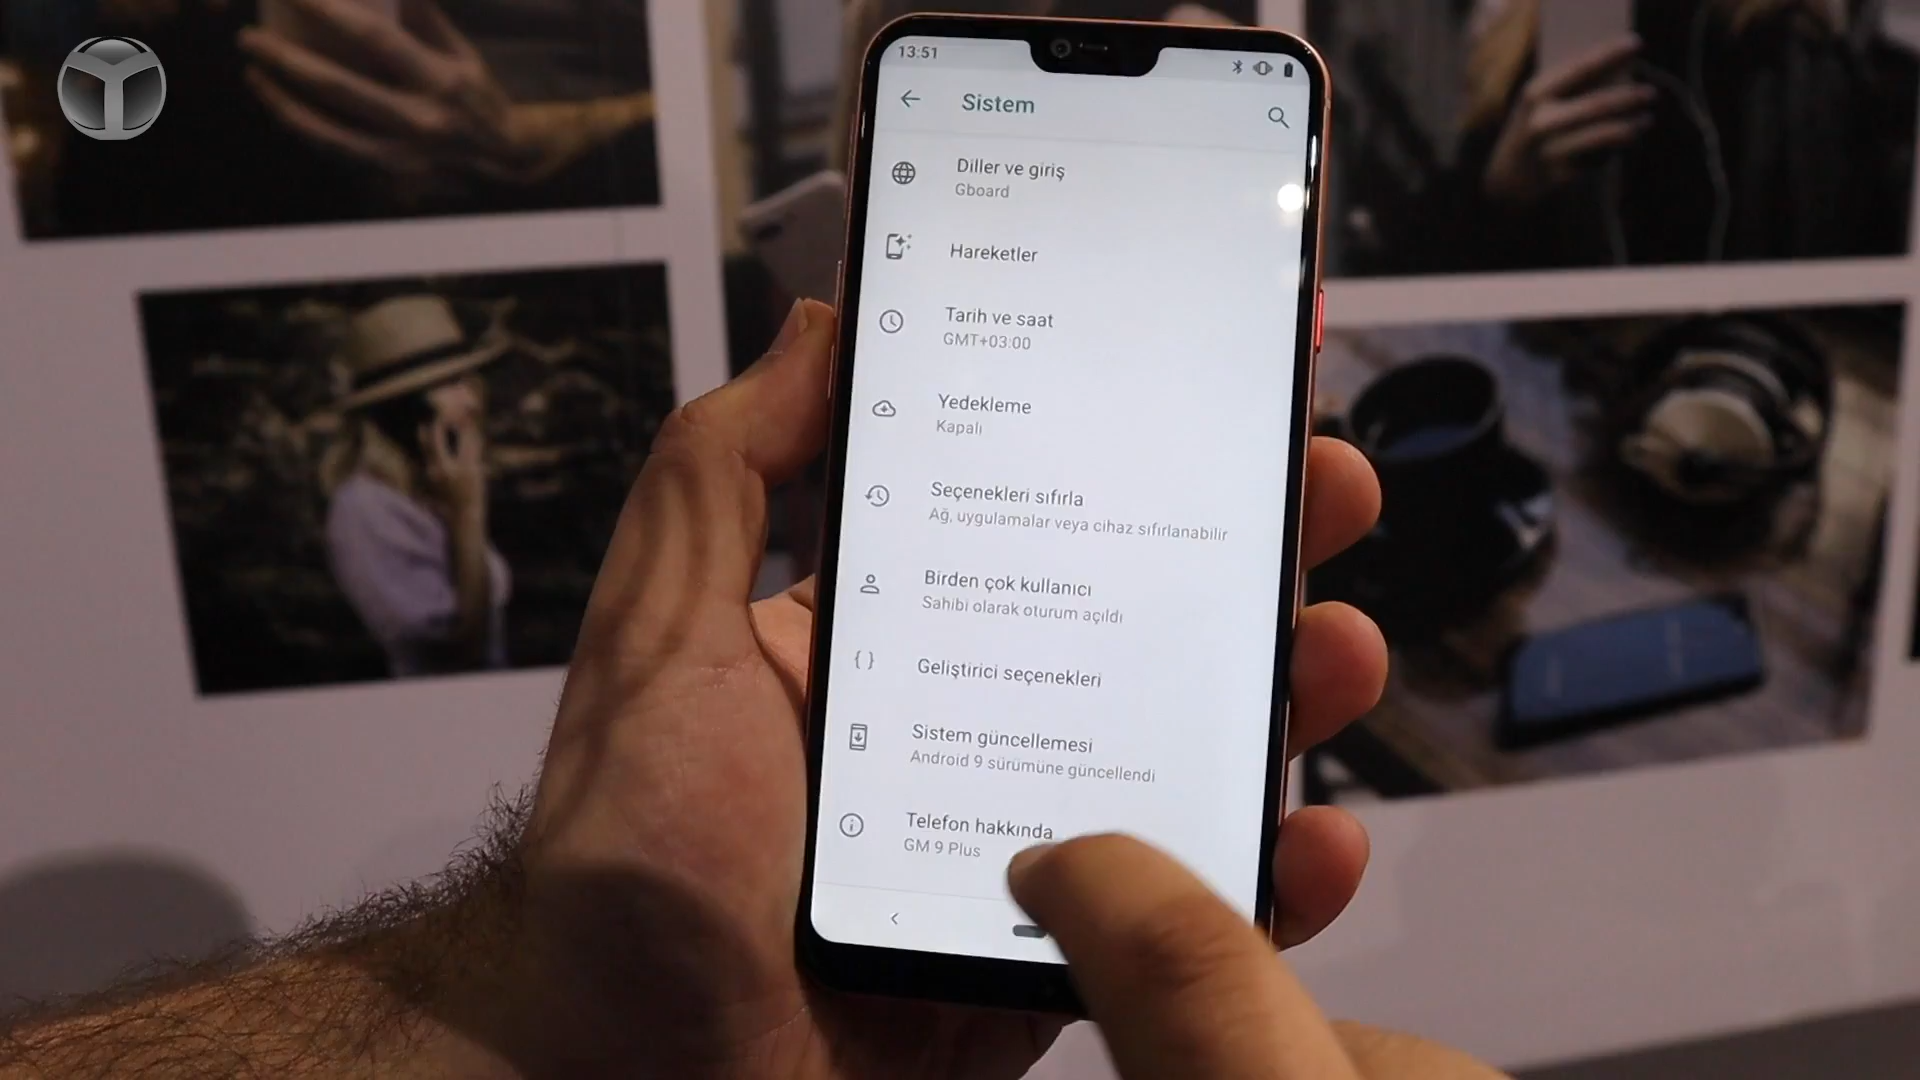 13:51
Sistem
Diller ve giriş
Gboard
Hareketler
Tarih ve saat
GMT+03:00
Yedekleme
Kapalı
Seçenekleri sıfırla
Ağ, uygulamalar veya cihaz sıfırlanabilir
Birden çok kullanıcı
Sahibi olarak oturum açıldı
Geliştirici seçenekleri
Sistem güncellemesi
Android 9 sürümüne güncellendi
Telefon hakkında
GM 9 Plus